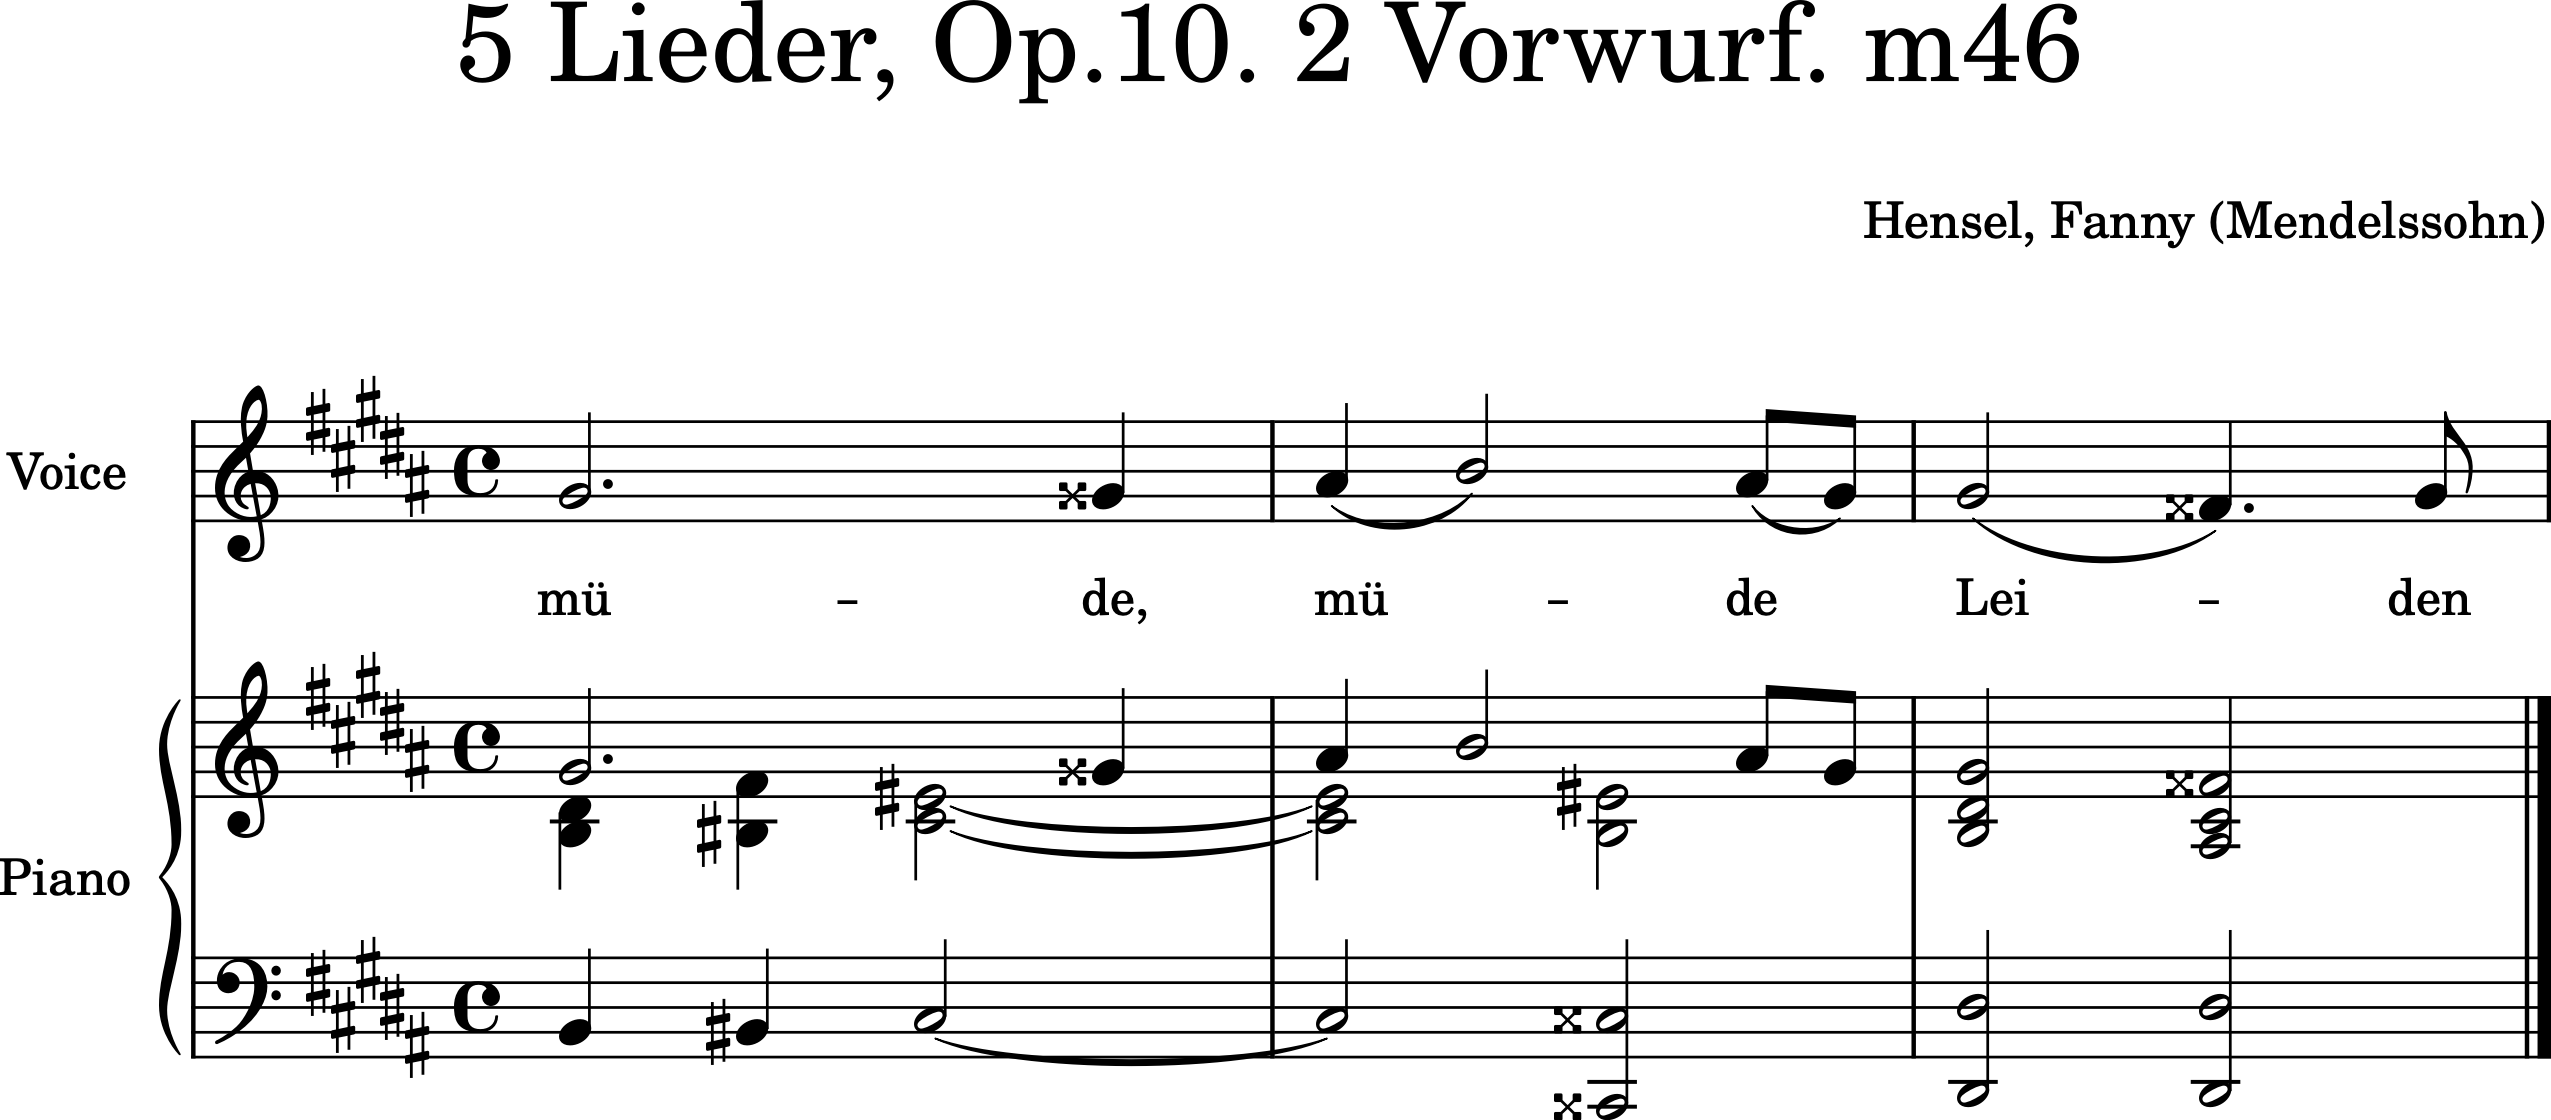 5 Lieder, Op.10. 2 Vorwurf. m46
Hensel, Fanny (Mendelssohn)
Voice
mü – de, mü – de Lei – den
Piano